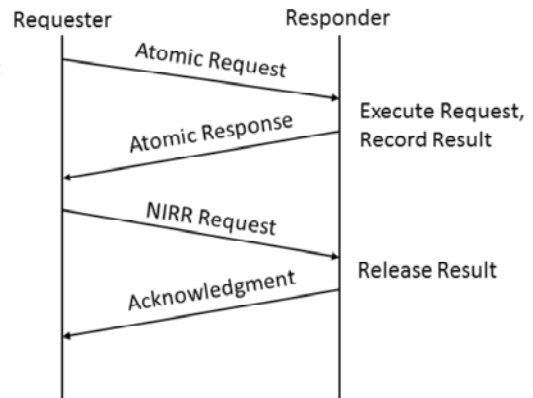 Requester
Responder
Atomic Request
Execute Request,
Record Result
Atomic Response
NIRR Request
Release Result
Acknowledgment